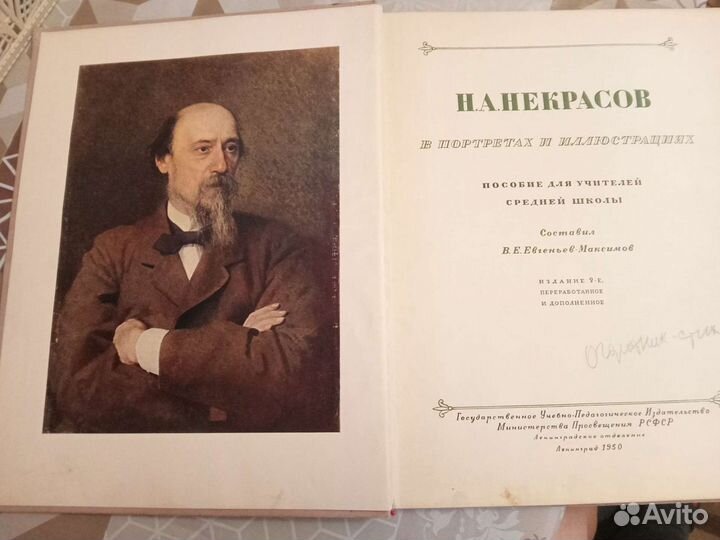 Н.А.НЕКРАСОВ
В ПОРТРЕТАХ И ИЛЛЮСТРАЦИЯХ
ПОСОБИЕ ДЛЯ УЧИТЕЛЕЙ
СРЕДНЕЙ ШКОЛЫ
Составил
В.Е.Евгеньев-Максимов
ИЗДАНИЕ 2-Е,
ПЕРЕРАБОТАННОЕ
И ДОПОЛНЕННОЕ
Огородник-
Государственное Учебно-Педагогическое Издательство
Министерства Просвещения РСФСР
Ленинградское отделение
Ленинград 1950
Avito